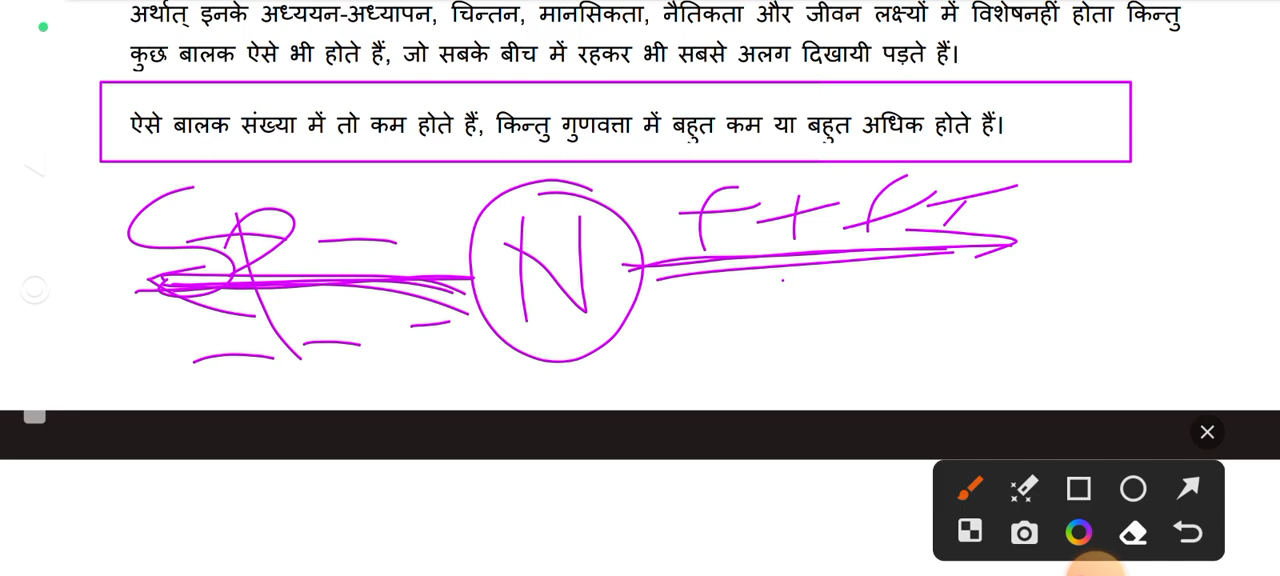 अर्थात् इनके अध्ययन-अध्यापन, चिन्तन, मानसिकता, नैतिकता और जीवन लक्ष्यों में विशेषनहीं होता किन्तु
कुछ बालक ऐसे भी होते हैं, जो सबके बीच में रहकर भी सबसे अलग दिखायी पड़ते हैं।
ऐसे बालक संख्या में तो कम होते हैं, किन्तु गुणवत्ता में बहुत कम या बहुत अधिक होते हैं।
N